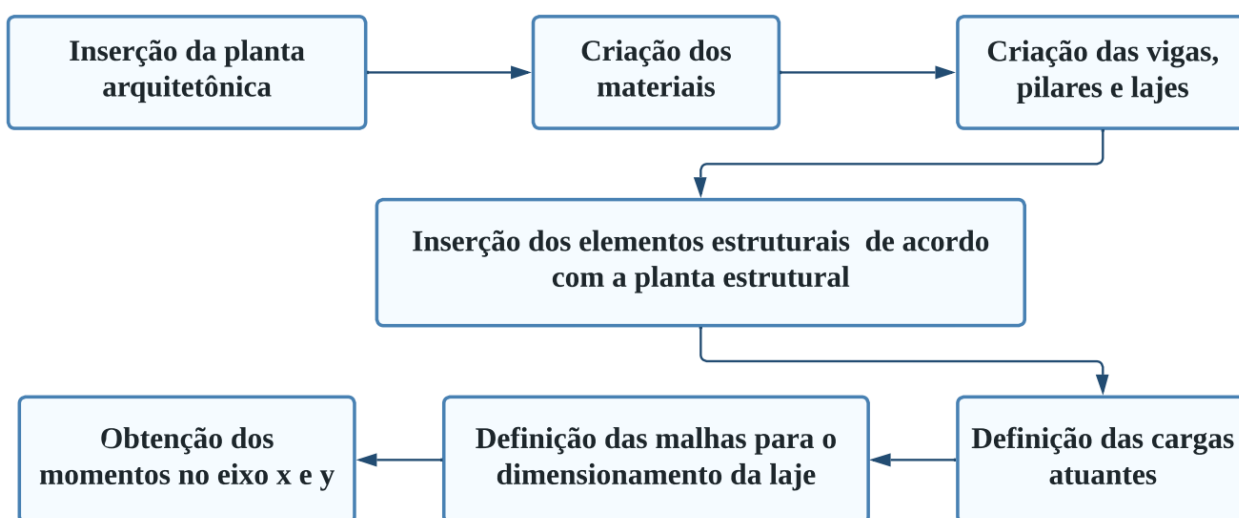 Inserção da planta
arquitetônica
Criação dos
materiais
Criação das vigas,
pilares e lajes
Inserção dos elementos estruturais  de acordo
com a planta estrutural
Definição das cargas
atuantes
Definição das malhas para o
dimensionamento da laje
Obtenção dos
momentos no eixo x e y